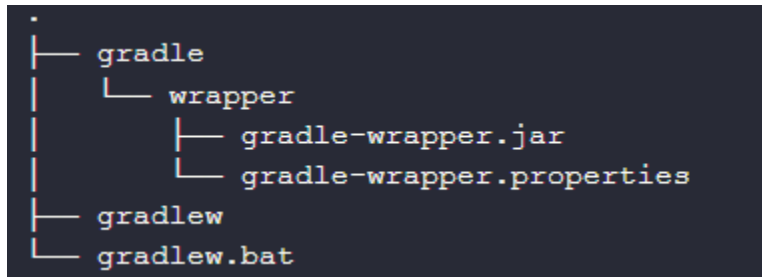 .
├── gradle
│   └── wrapper
│       ├── gradle-wrapper.jar
│       └── gradle-wrapper.properties
├── gradlew
└── gradlew.bat